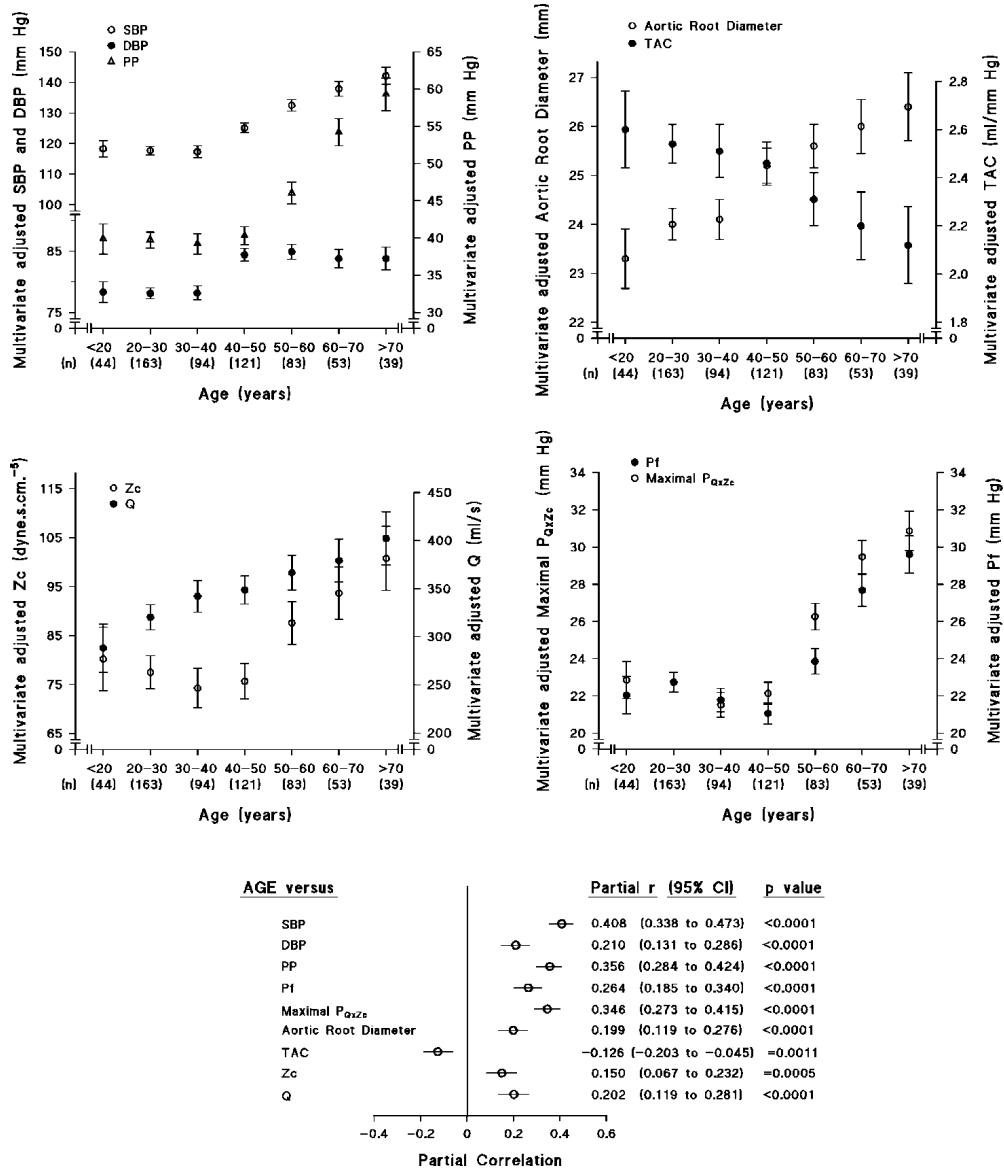 SBP
DBP
PP
Multivariate adjusted SBP and DBP (mm Hg)
150
140
130
120
110
100
85
75
0
Multivariate adjusted PP (mm Hg)
65
60
55
50
45
40
35
30
0
<20 20−30 30−40 40−50 50−60 60−70 >70
(n) (44) (163) (94) (121) (83) (53) (39)
Age (years)
Aortic Root Diameter
TAC
Multivariate adjusted Aortic Root Diameter (mm)
27
26
25
24
23
22
0
Multivariate adjusted TAC (ml/mm Hg)
2.8
2.6
2.4
2.2
2.0
1.8
0
<20 20−30 30−40 40−50 50−60 60−70 >70
(n) (44) (163) (94) (121) (83) (53) (39)
Age (years)
Zc
Q
Multivariate adjusted Zc (dyne.s.cm.⁻⁵)
115
105
95
85
75
65
0
Multivariate adjusted Q (ml/s)
450
400
350
300
250
200
0
<20 20−30 30−40 40−50 50−60 60−70 >70
(n) (44) (163) (94) (121) (83) (53) (39)
Age (years)
Pf
Maximal PQxZc
Multivariate adjusted Maximal PQxZc (mm Hg)
34
32
30
28
26
24
22
20
0
Multivariate adjusted Pf (mm Hg)
34
32
30
28
26
24
22
20
0
<20 20−30 30−40 40−50 50−60 60−70 >70
(n) (44) (163) (94) (121) (83) (53) (39)
Age (years)
AGE versus Partial r (95% CI) p value
SBP 0.408 (0.338 to 0.473) <0.0001
DBP 0.210 (0.131 to 0.286) <0.0001
PP 0.356 (0.284 to 0.424) <0.0001
Pf 0.264 (0.185 to 0.340) <0.0001
Maximal PQxZc 0.346 (0.273 to 0.415) <0.0001
Aortic Root Diameter 0.199 (0.119 to 0.276) <0.0001
TAC −0.126 (−0.203 to −0.045) =0.0011
Zc 0.150 (0.067 to 0.232) =0.0005
Q 0.202 (0.119 to 0.281) <0.0001
−0.4 −0.2 0 0.2 0.4 0.6
Partial Correlation